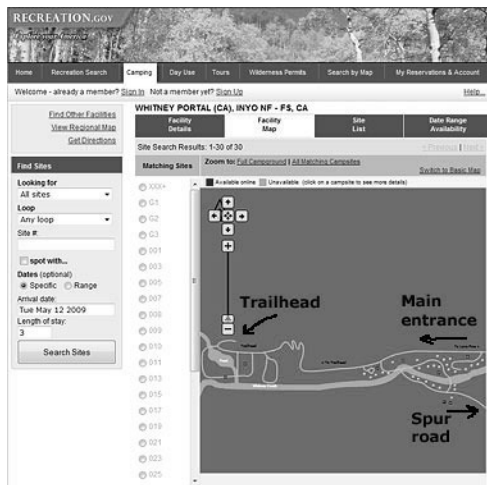 RECREATION.GOV
Explore your America
Home Recreation Search Camping Day Use Tours Wilderness Permits Search by Map My Reservations & Account
Welcome - already a member? Sign In Not a member yet? Sign Up Help...
Find Other Facilities
View Regional Map
Get Directions
WHITNEY PORTAL (CA), INYO NF - FS, CA
Facility Details
Facility Map
Site List
Date Range Availability
Site Search Results: 1-30 of 30
< Previous | Next >
Find Sites
Looking for
All sites
Loop
Any loop
Site #:
spot with...
Dates (optional)
Specific Range
Arrival date:
Tue May 12 2009
Length of stay:
3
Search Sites
Matching Sites
XXX+
G1
G2
G3
001
003
005
007
008
009
010
011
013
015
017
019
021
023
025
Zoom to: Full Campground | All Matching Campsites
Switch to Basic Map
Available online Unavailable (click on a campsite to see more details)
Trailhead
Main
entrance
Spur
road